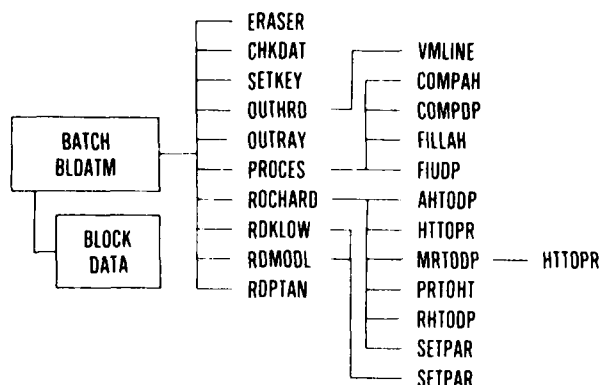 ERASER
CHKDAT
SETKEY
OUTHRD
OUTRAY
PROCES
ROCHARD
RDKLOW
RDMODL
RDPTAN
BATCH
BLDATM
BLOCK
DATA
VMLINE
COMPAH
COMPDP
FILLAH
FIUDP
AHTODP
HTTOPR
MRTODP
HTTOPR
PRTOHT
RHTODP
SETPAR
SETPAR